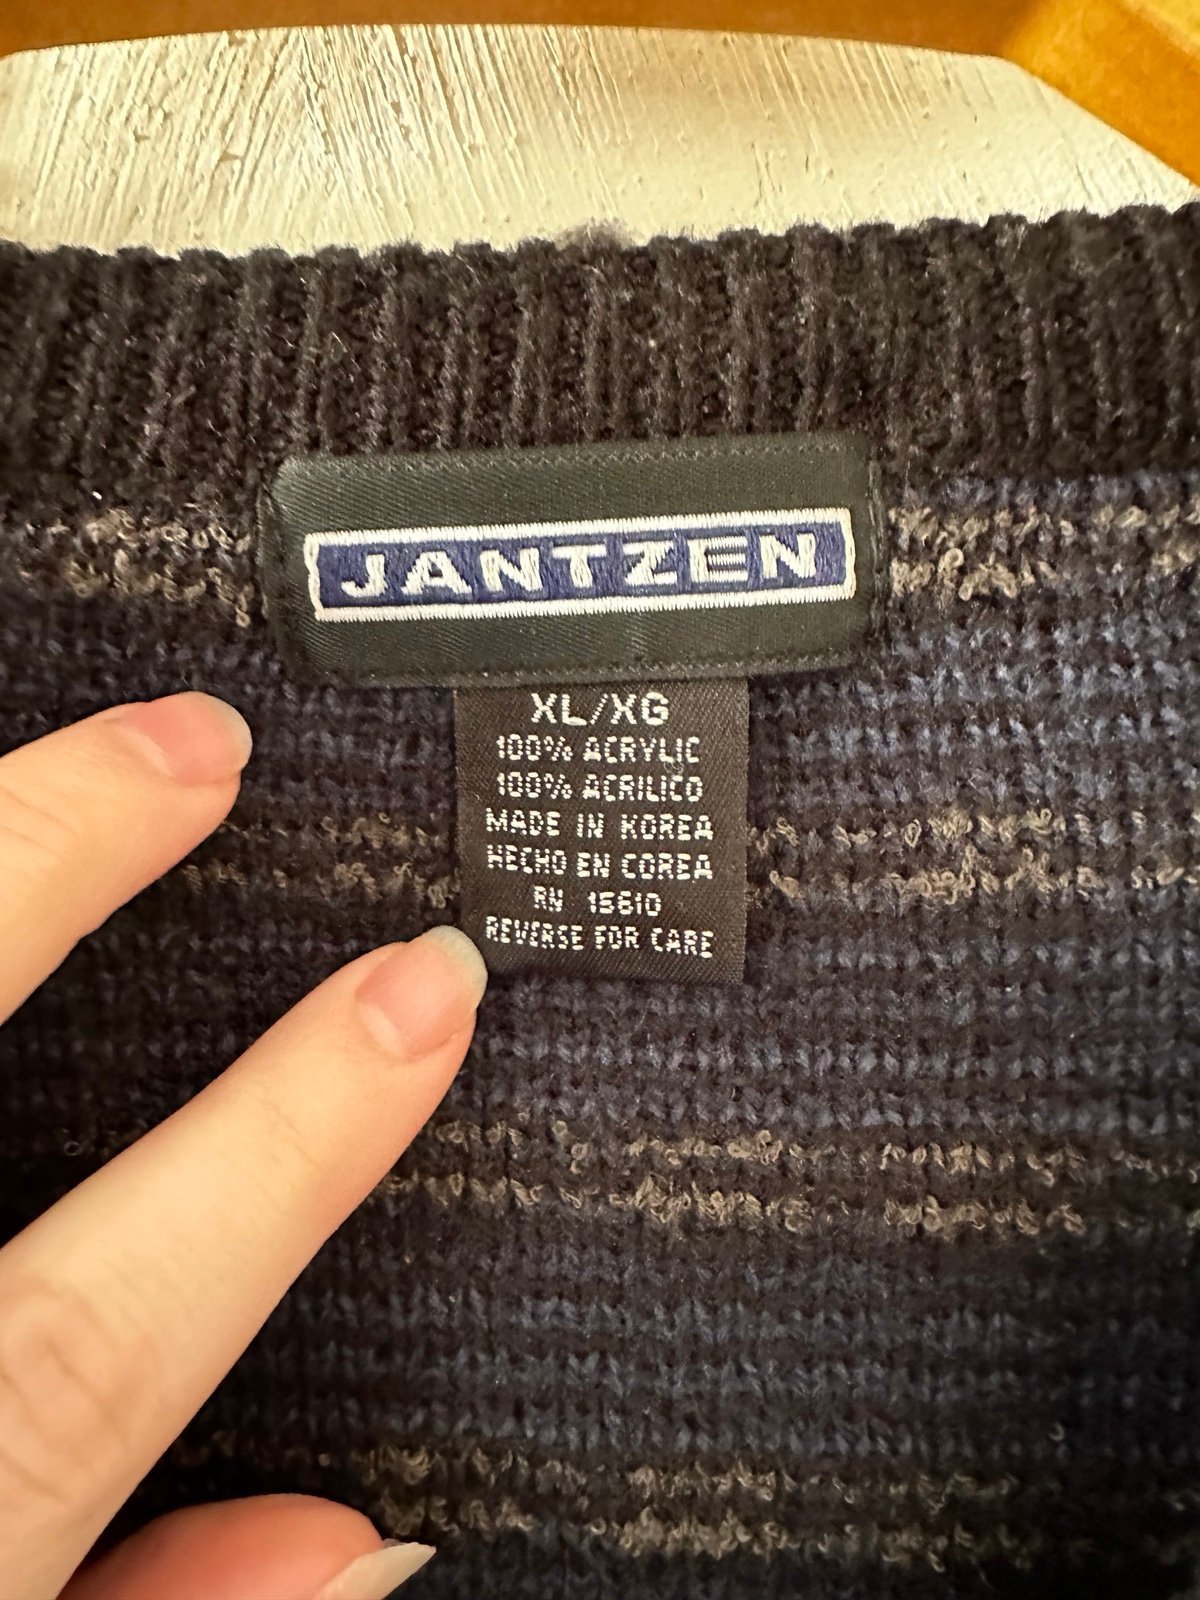 JANTZEN
XL/XG
100% ACRYLIC
100% ACRILICO
MADE IN KOREA
HECHO EN COREA
RN 15610
REVERSE FOR CARE